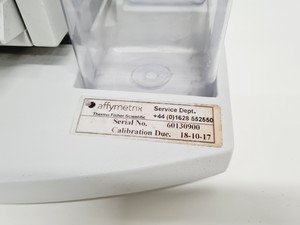 affymetrix
Thermo Fisher Scientific
Service Dept.
+44 (0)1628 552550
Serial No. 60130900
Calibration Due. 18-10-17